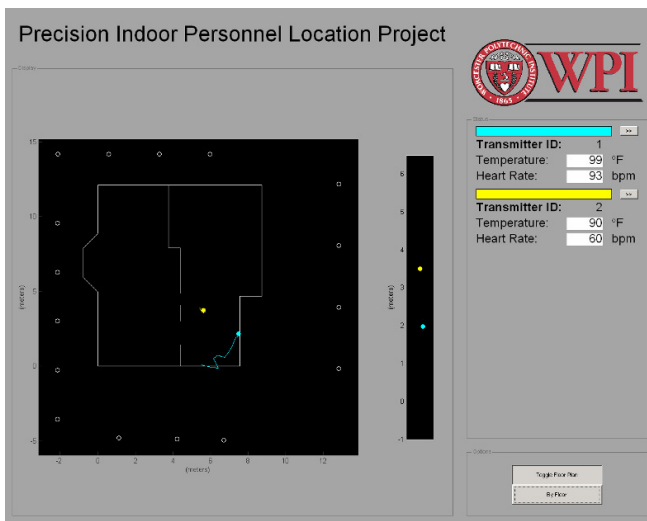 Precision Indoor Personnel Location Project
WORCESTER POLYTECHNIC INSTITUTE
1865
WPI
Status
>>
Transmitter ID: 1
Temperature: 99 °F
Heart Rate: 93 bpm
>>
Transmitter ID: 2
Temperature: 90 °F
Heart Rate: 60 bpm
15
10
5
0
-5
(meters)
-2 0 2 4 6 8 10 12
(meters)
6
5
4
3
2
1
0
-1
(meters)
Options
Toggle Floor Plan
By Floor